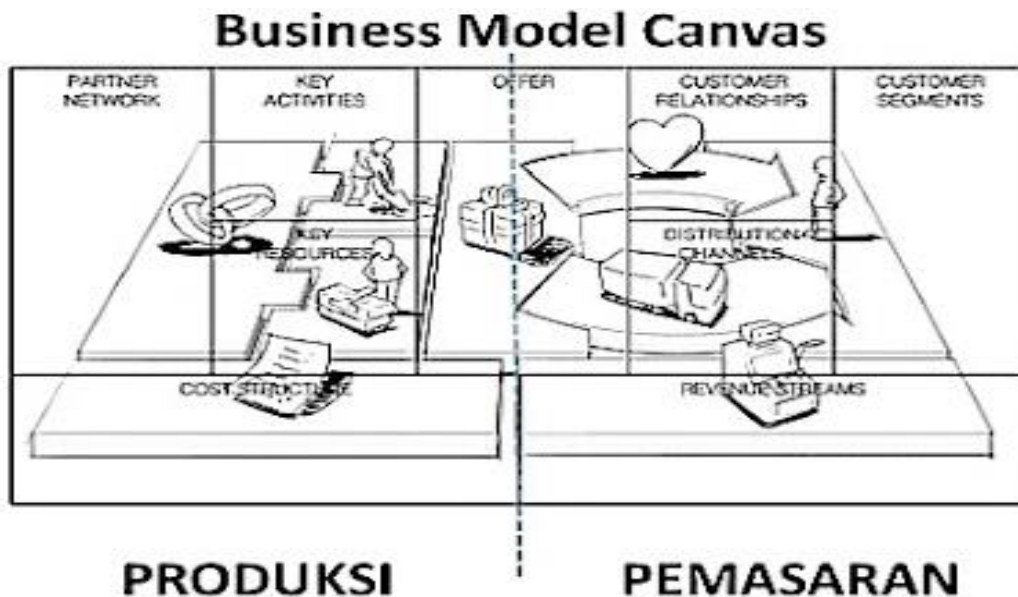 Business Model Canvas
PARTNER
NETWORK
KEY
ACTIVITIES
OFFER
CUSTOMER
RELATIONSHIPS
CUSTOMER
SEGMENTS
KEY
RESOURCES
DISTRIBUTION
CHANNELS
COST STRUCTURE
REVENUE STREAMS
PRODUKSI
PEMASARAN